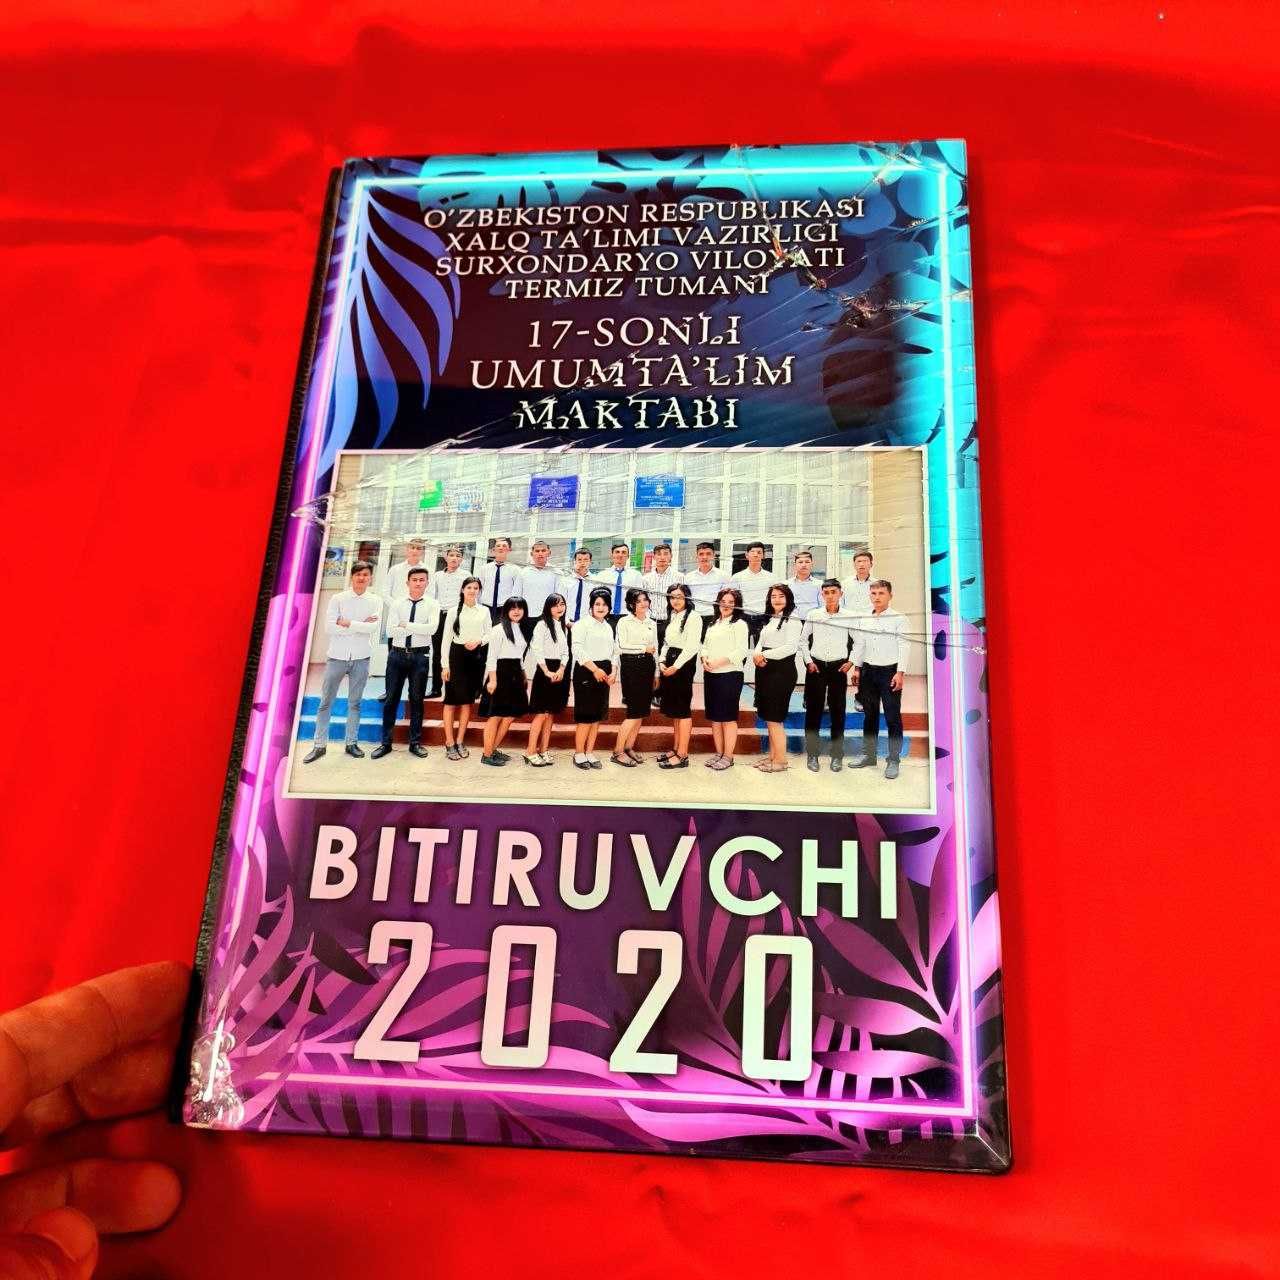 O'ZBEKISTON RESPUBLIKASI
XALQ TA'LIMI VAZIRLIGI
SURXONDARYO VILOYATI
TERMIZ TUMANI
17-SONLI
UMUMTA'LIM
MAKTABI
BITIRUVCHI
2020